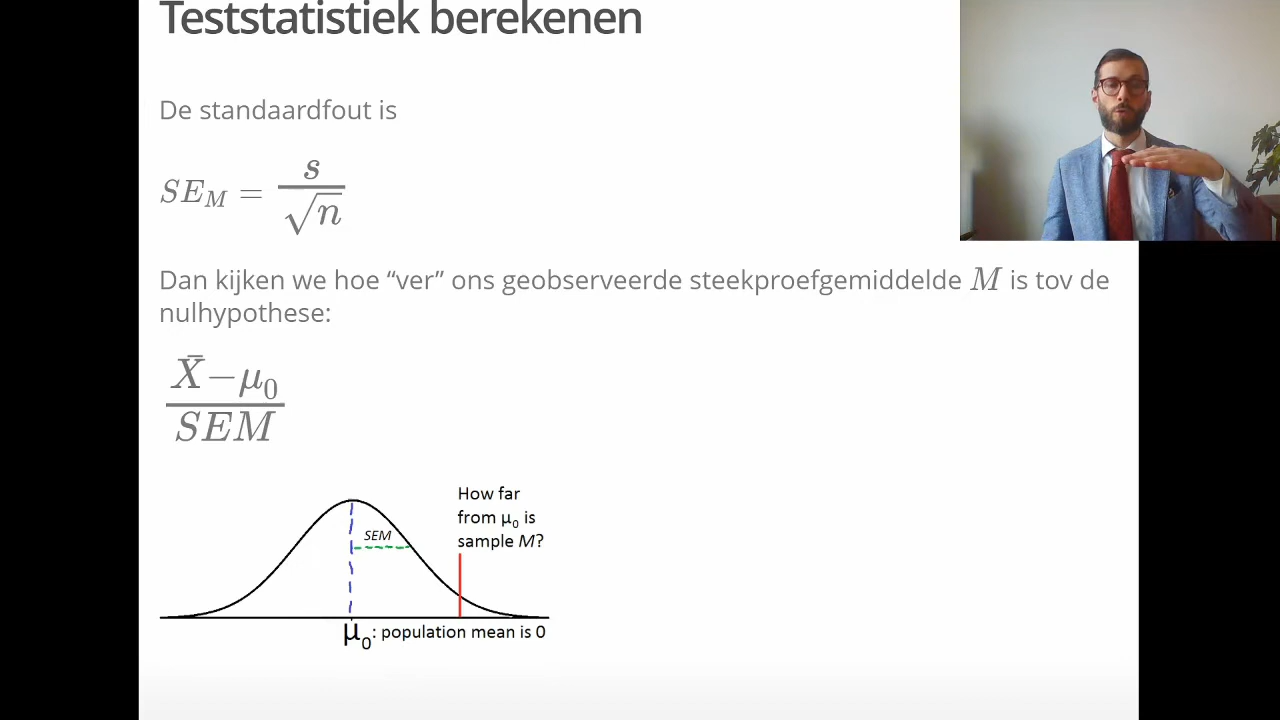 Teststatistiek berekenen
De standaardfout is
SE_M = s / √n
Dan kijken we hoe “ver” ons geobserveerde steekproefgemiddelde M is tov de
nulhypothese:
X̄ − μ₀
SEM
How far
from μ₀ is
sample M?
SEM
μ₀: population mean is 0